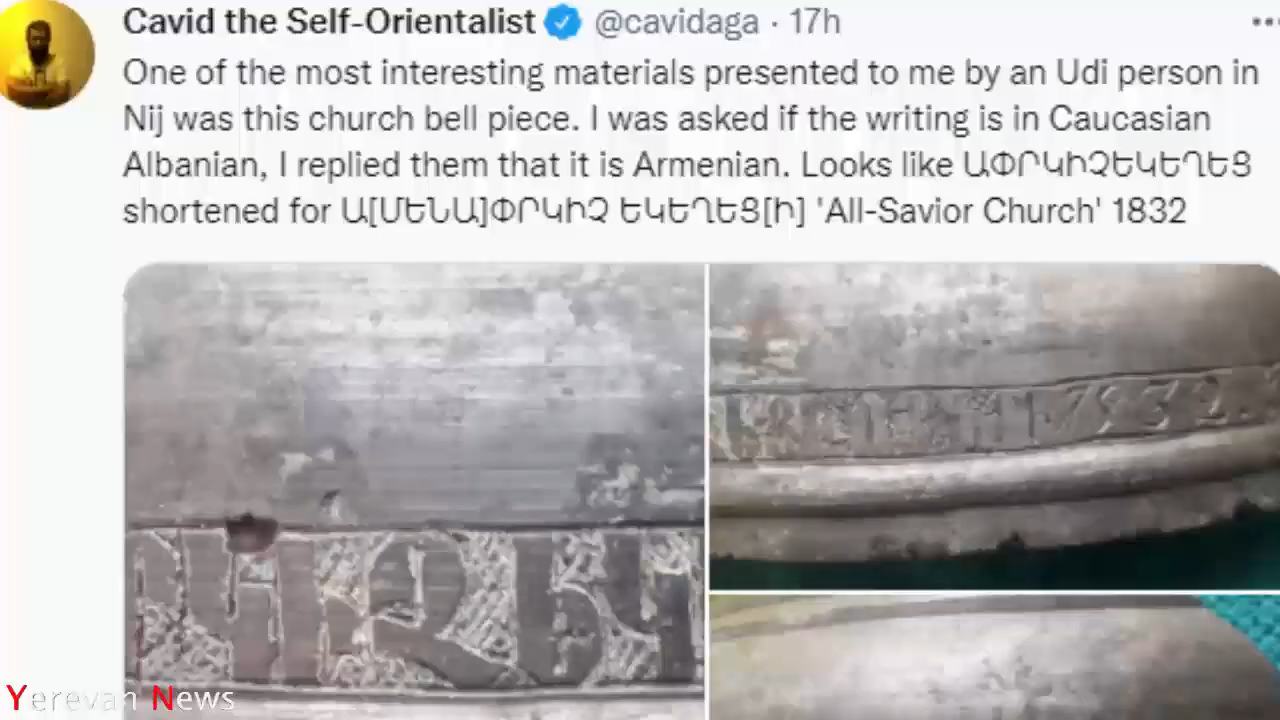 Cavid the Self-Orientalist @cavidaga · 17h
One of the most interesting materials presented to me by an Udi person in
Nij was this church bell piece. I was asked if the writing is in Caucasian
Albanian, I replied them that it is Armenian. Looks like ԱՓՐԿԻՉԵԿԵՂԵՑ
shortened for Ա[ՄԵՆԱ]ՓՐԿԻՉ ԵԿԵՂԵՑ[Ի] 'All-Savior Church' 1832
Yerevan News